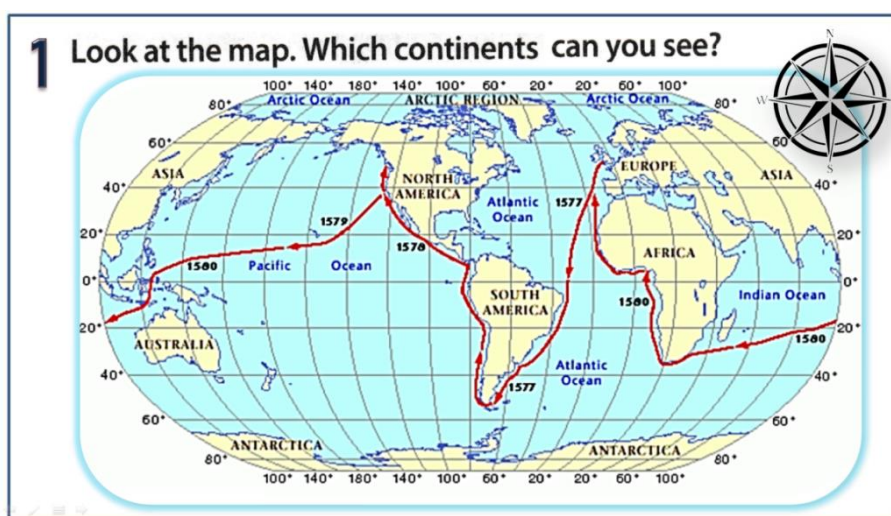 1 Look at the map. Which continents can you see?
N
W
S
100° 140° 180° 140° 100° 60° 20° 20° 60° 100°
Arctic Ocean ARCTIC REGION Arctic Ocean
80° 80°
60° 60
ASIA NORTH AMERICA EUROPE ASIA
40° 40°
Atlantic Ocean
1577
1579
1578
20° 20°
AFRICA
1580 Pacific Ocean
0° 0°
SOUTH AMERICA
1580
Indian Ocean
20° 20°
1580
AUSTRALIA
Atlantic Ocean
40° 40°
1577
60° 60°
ANTARCTICA ANTARCTICA
80° 80°
100° 140° 180° 140° 100° 60° 20° 20° 60° 100°